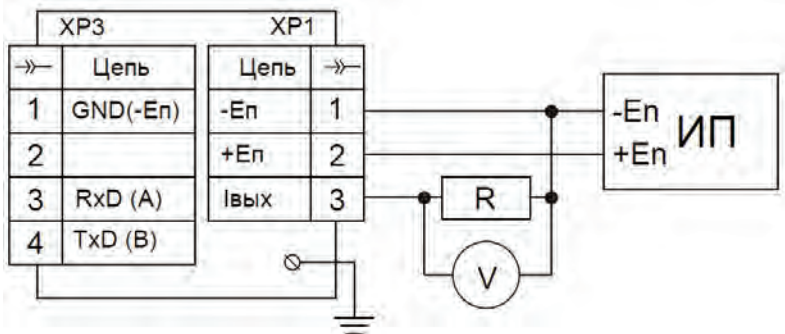 XP3 XP1
Цепь Цепь
1 GND(-Eп) -Eп 1 -En
2 +Eп 2 +En ИП
3 RxD (A) Iвых 3 R
4 TxD (B)
V